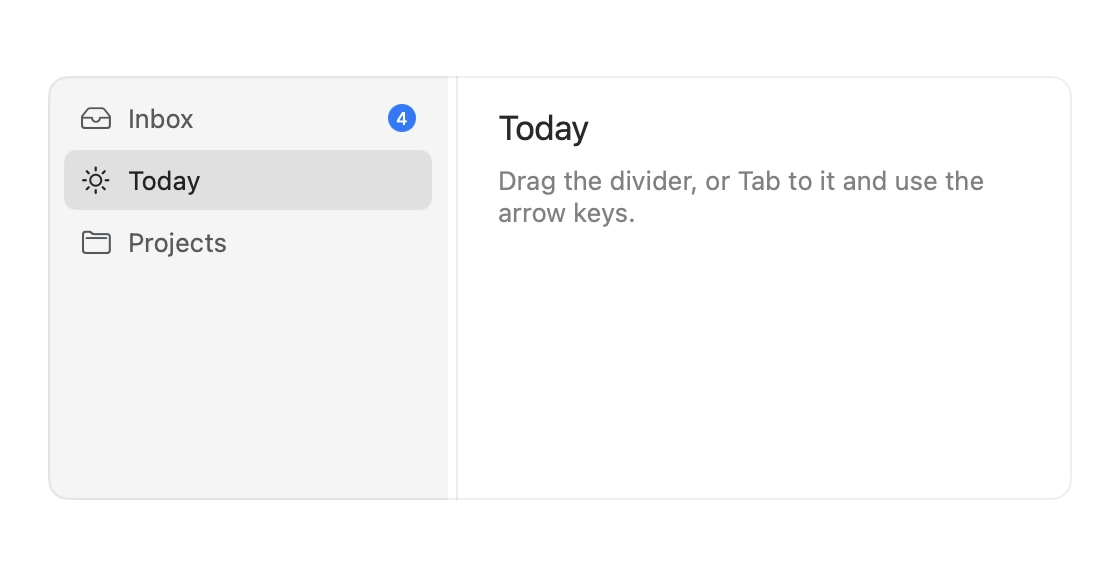 Inbox
4
Today
Projects
Today
Drag the divider, or Tab to it and use the
arrow keys.